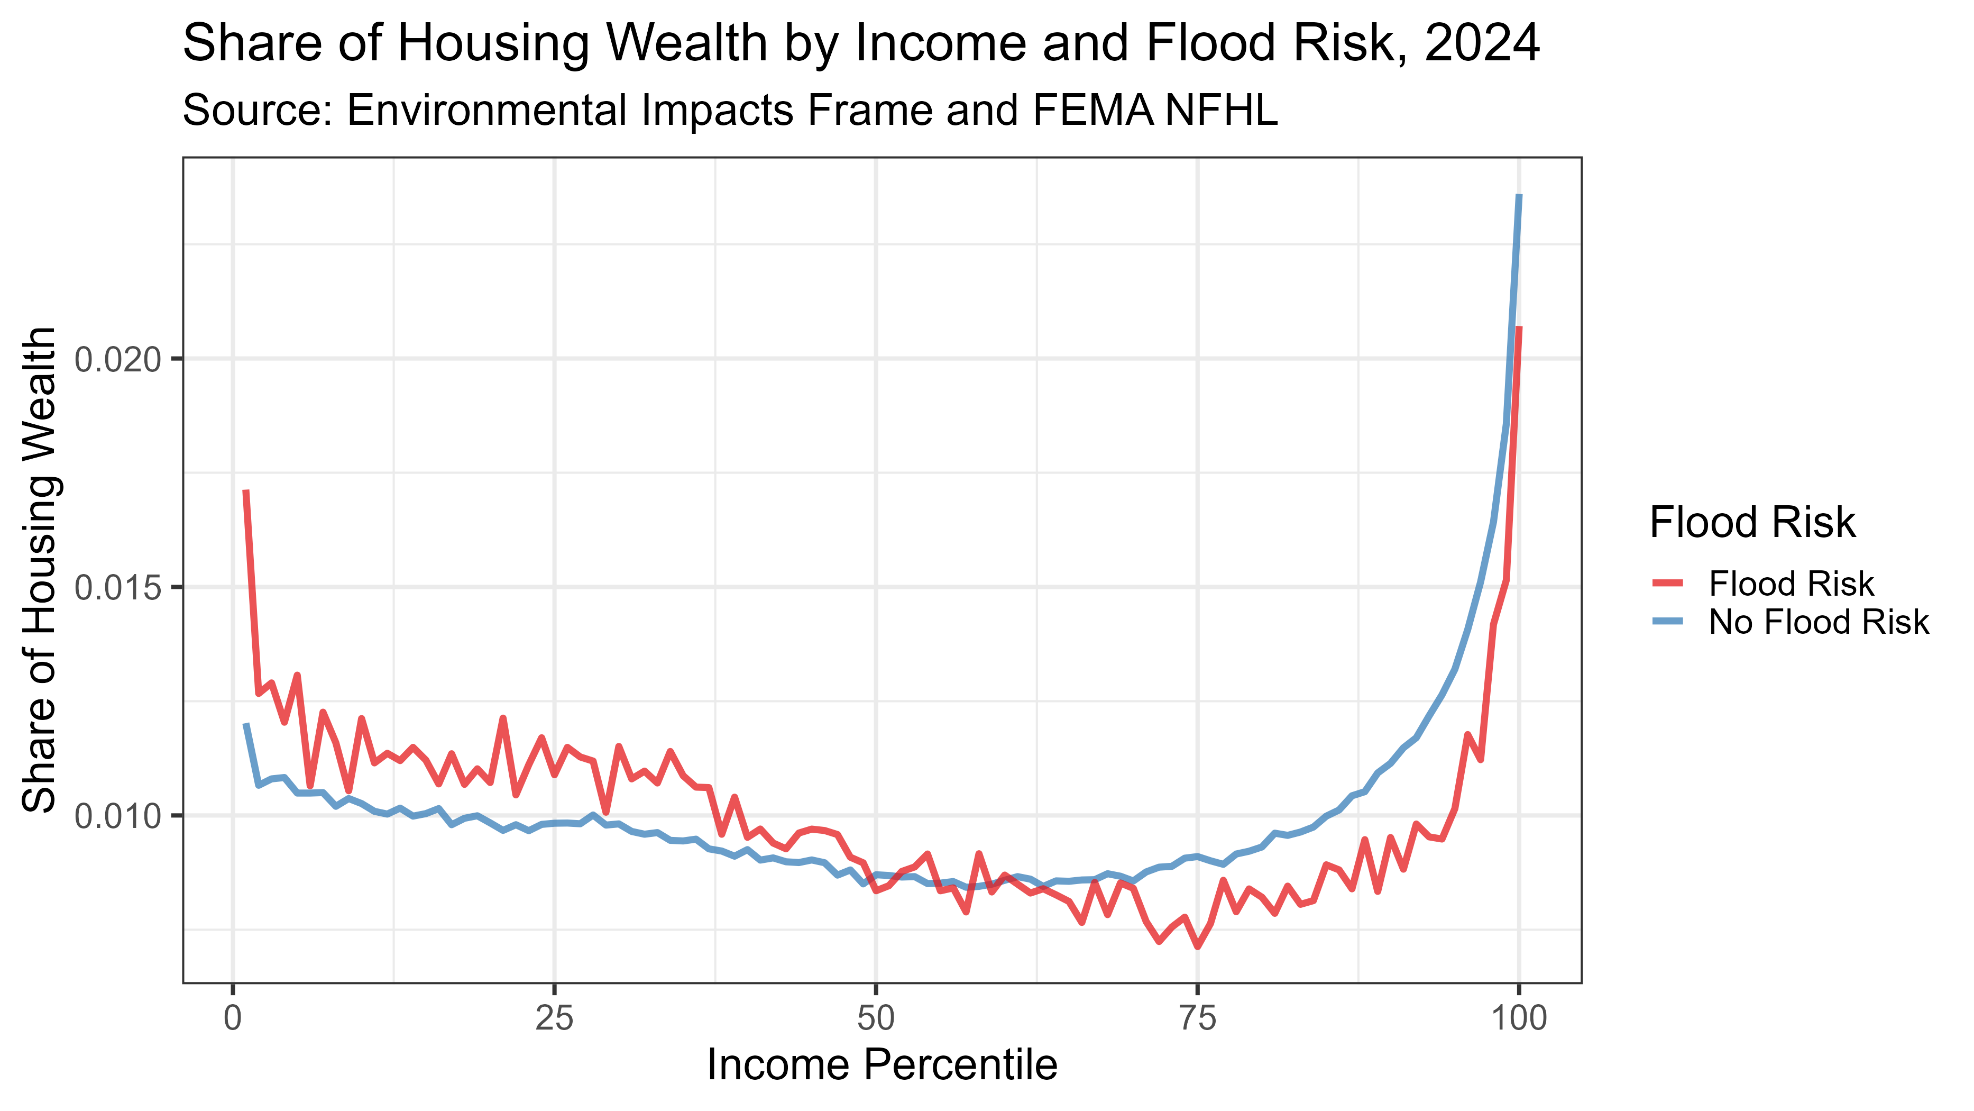 Share of Housing Wealth by Income and Flood Risk, 2024
Source: Environmental Impacts Frame and FEMA NFHL
Share of Housing Wealth
0.020
0.015
0.010
0
25
50
75
100
Income Percentile
Flood Risk
Flood Risk
No Flood Risk